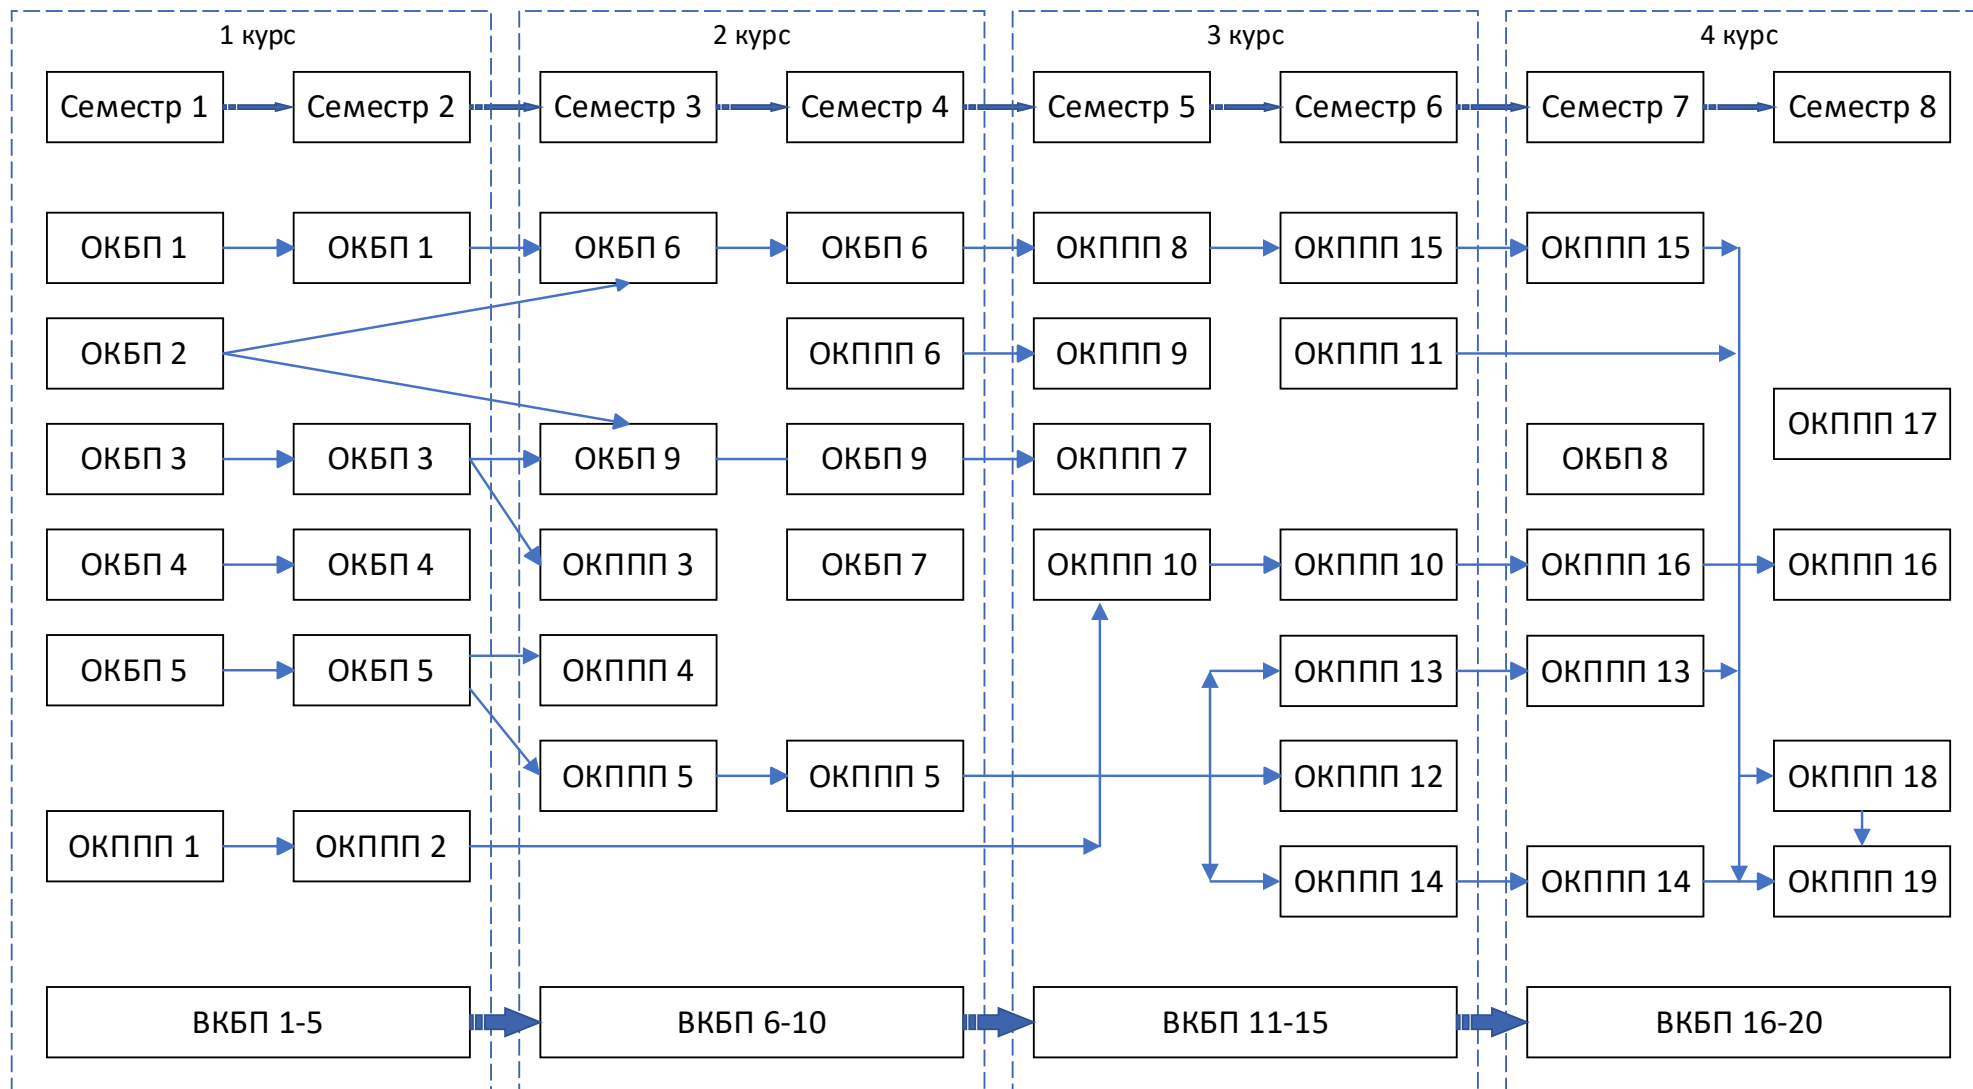 1 курс
2 курс
3 курс
4 курс
Семестр 1
Семестр 2
Семестр 3
Семестр 4
Семестр 5
Семестр 6
Семестр 7
Семестр 8
ОКБП 1
ОКБП 1
ОКБП 6
ОКБП 6
ОКППП 8
ОКППП 15
ОКППП 15
ОКБП 2
ОКППП 6
ОКППП 9
ОКППП 11
ОКППП 17
ОКБП 3
ОКБП 3
ОКБП 9
ОКБП 9
ОКППП 7
ОКБП 8
ОКБП 4
ОКБП 4
ОКППП 3
ОКБП 7
ОКППП 10
ОКППП 10
ОКППП 16
ОКППП 16
ОКБП 5
ОКБП 5
ОКППП 4
ОКППП 13
ОКППП 13
ОКППП 5
ОКППП 5
ОКППП 12
ОКППП 18
ОКППП 1
ОКППП 2
ОКППП 14
ОКППП 14
ОКППП 19
ВКБП 1-5
ВКБП 6-10
ВКБП 11-15
ВКБП 16-20